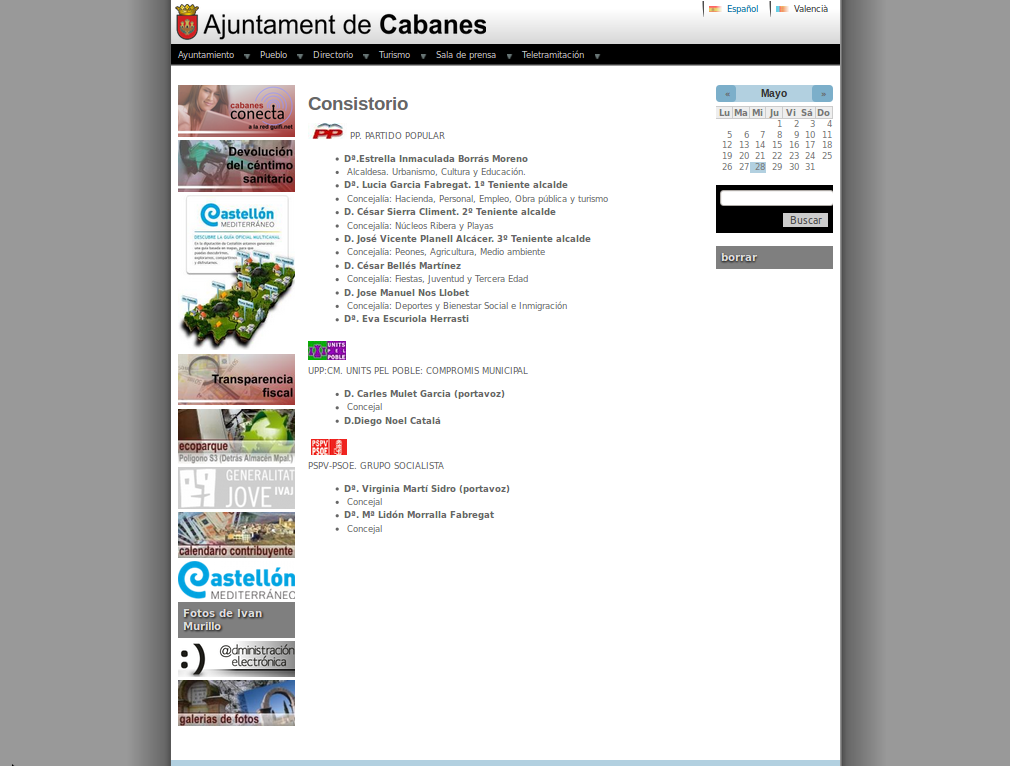 Ajuntament de Cabanes
Español
Valencià
Ayuntamiento
Pueblo
Directorio
Turismo
Sala de prensa
Teletramitación
cabanes
conecta
a la red guifi.net
Devolución
del céntimo
sanitario
Castellón
MEDITERRÁNEO
DESCUBRE LA GUÍA OFICIAL MULTICANAL
Transparencia
fiscal
ecoparque
Polígono S3 (Detrás Almacén Mpal.)
GENERALITAT
JOVE IVAJ
calendario contribuyente
Castellón
MEDITERRÁNEO
Fotos de Ivan
Murillo
:) @dministración
electrónica
galerías de fotos
Consistorio
PP PP. PARTIDO POPULAR
• Dª.Estrella Inmaculada Borrás Moreno
• Alcaldesa. Urbanismo, Cultura y Educación.
• Dª. Lucia Garcia Fabregat. 1ª Teniente alcalde
• Concejalía: Hacienda, Personal, Empleo, Obra pública y turismo
• D. César Sierra Climent. 2º Teniente alcalde
• Concejalía: Núcleos Ribera y Playas
• D. José Vicente Planell Alcácer. 3º Teniente alcalde
• Concejalía: Peones, Agricultura, Medio ambiente
• D. César Bellés Martínez
• Concejalía: Fiestas, Juventud y Tercera Edad
• D. Jose Manuel Nos Llobet
• Concejalía: Deportes y Bienestar Social e Inmigración
• Dª. Eva Escuriola Herrasti
UNITS
POBLE
UPP:CM. UNITS PEL POBLE: COMPROMIS MUNICIPAL
• D. Carles Mulet Garcia (portavoz)
• Concejal
• D.Diego Noel Catalá
PSPV
PSOE
PSPV-PSOE. GRUPO SOCIALISTA
• Dª. Virginia Martí Sidro (portavoz)
• Concejal
• Dª. Mª Lidón Morralla Fabregat
• Concejal
« Mayo »
Lu Ma Mi Ju Vi Sá Do
1 2 3 4
5 6 7 8 9 10 11
12 13 14 15 16 17 18
19 20 21 22 23 24 25
26 27 28 29 30 31
Buscar
borrar